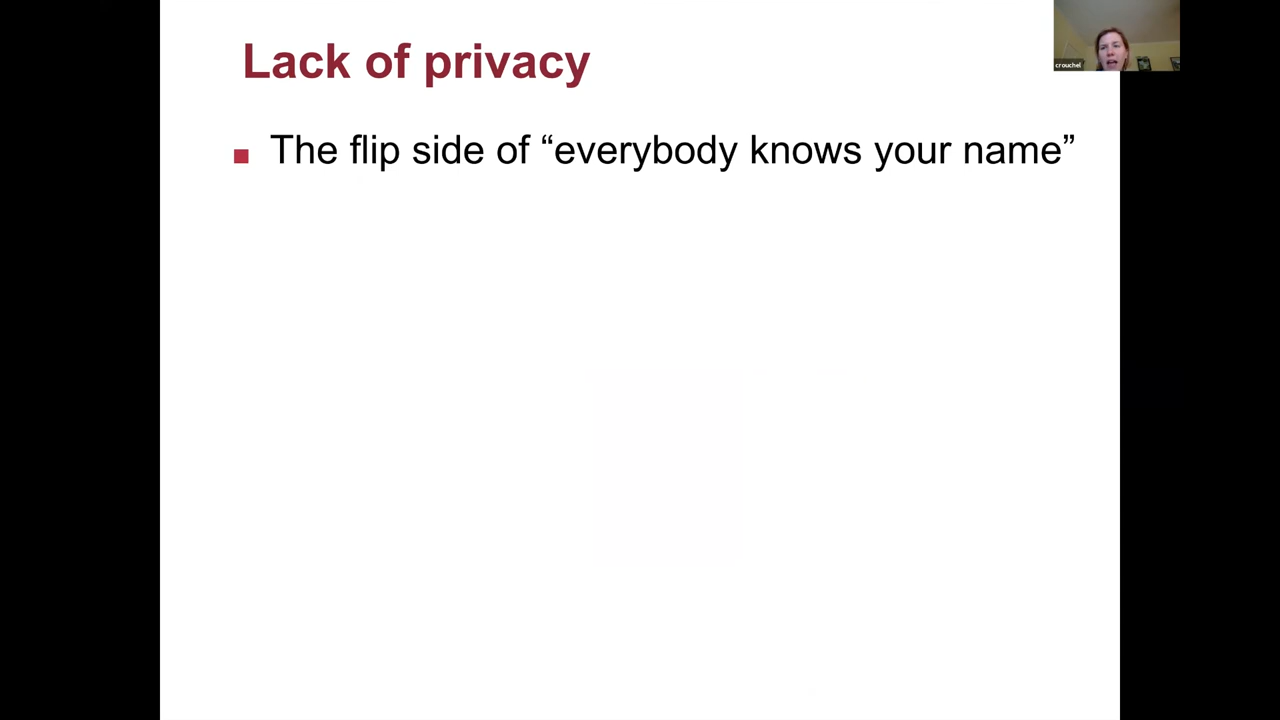 Lack of privacy
crouchel
■ The flip side of “everybody knows your name”